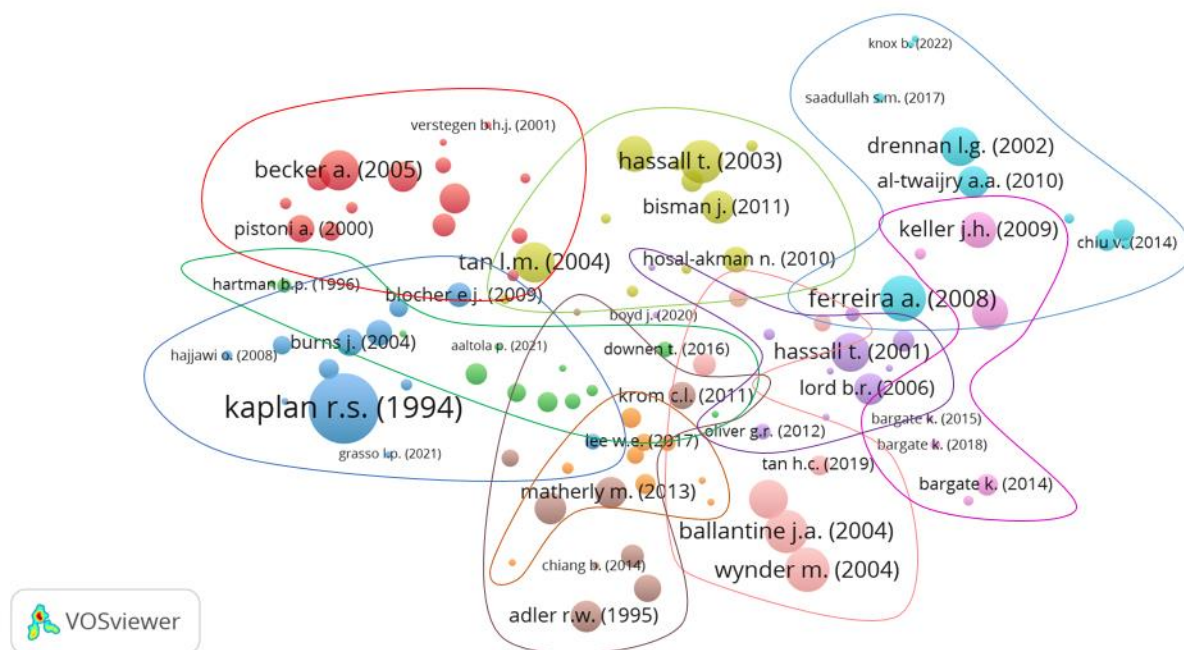 knox b. (2022)
saadullah s.m. (2017)
verstegen b.h.j. (2001)
drennan l.g. (2002)
hassall t. (2003)
becker a. (2005)
al-twaijry a.a. (2010)
bisman j. (2011)
pistoni a. (2000)
keller j.h. (2009)
chiu v. (2014)
tan l.m. (2004)
hosal-akman n. (2010)
hartman b.p. (1996)
blocher e.j. (2009)
ferreira a. (2008)
boyd j. (2020)
burns j. (2004)
hajjawi o. (2008)
aaltola p. (2021)
downen t. (2016)
hassall t. (2001)
lord b.r. (2006)
krom c.l. (2011)
kaplan r.s. (1994)
bargate k. (2015)
oliver g.r. (2012)
lee w.e. (2017)
bargate k. (2018)
grasso l.p. (2021)
tan h.c. (2019)
bargate k. (2014)
matherly m. (2013)
ballantine j.a. (2004)
chiang b. (2014)
wynder m. (2004)
adler r.w. (1995)
VOSviewer